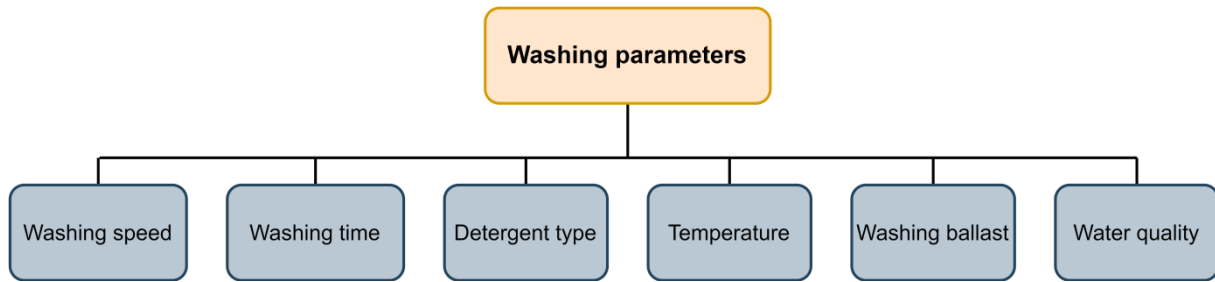 Washing parameters
Washing speed
Washing time
Detergent type
Temperature
Washing ballast
Water quality